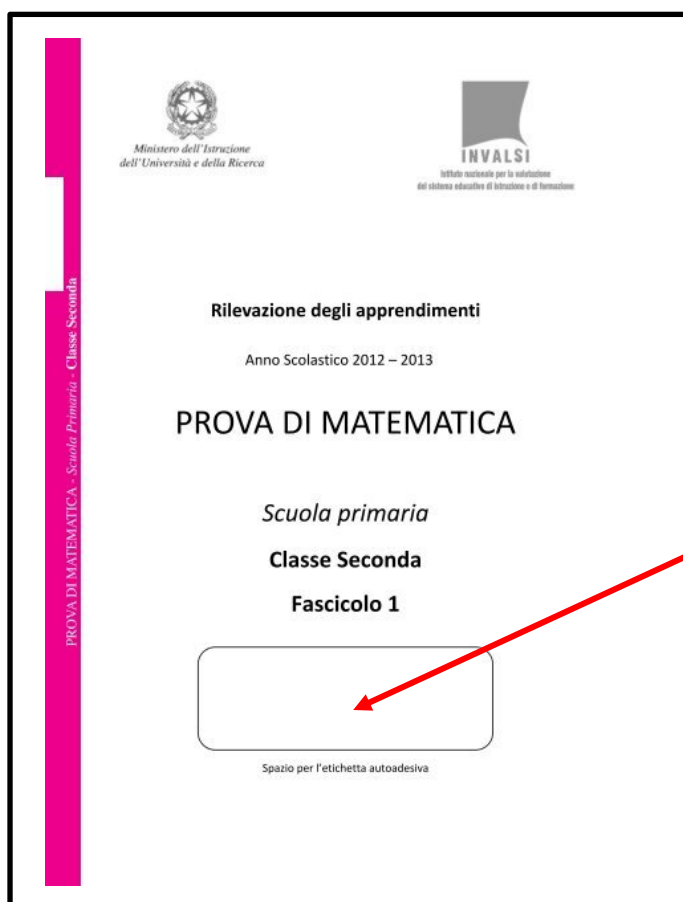 Ministero dell'Istruzione
dell'Università e della Ricerca
INVALSI
Istituto nazionale per la valutazione
del sistema educativo di istruzione e di formazione
PROVA DI MATEMATICA - Scuola Primaria - Classe Seconda
Rilevazione degli apprendimenti
Anno Scolastico 2012 – 2013
PROVA DI MATEMATICA
Scuola primaria
Classe Seconda
Fascicolo 1
Spazio per l'etichetta autoadesiva